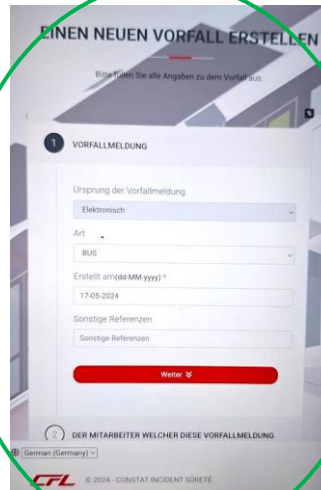 EINEN NEUEN VORFALL ERSTELLEN
Bitte füllen Sie alle Angaben zu dem Vorfall aus.
1 VORFALLMELDUNG
Ursprung der Vorfallmeldung
Elektronisch
Art
BUS
Erstellt am(dd-MM-yyyy) *
17-05-2024
Sonstige Referenzen
Sonstige Referenzen
Weiter
2 DER MITARBEITER WELCHER DIESE VORFALLMELDUNG
German (Germany)
CFL © 2024 - CONSTAT INCIDENT SÛRETÉ